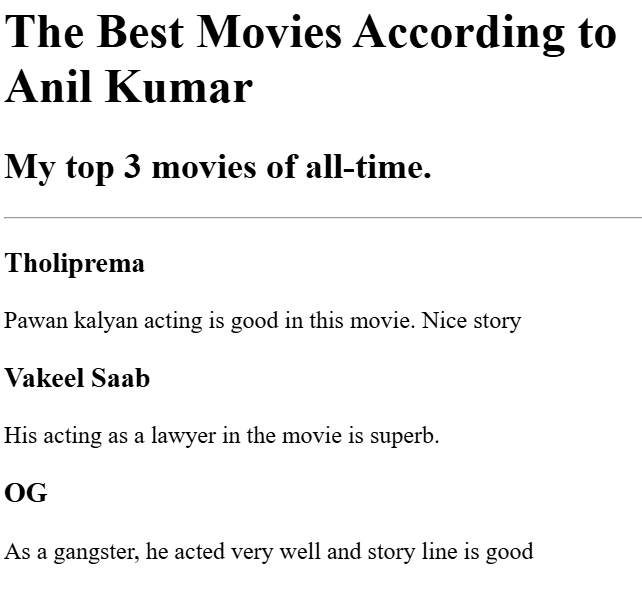 The Best Movies According to
Anil Kumar
My top 3 movies of all-time.
Tholiprema
Pawan kalyan acting is good in this movie. Nice story
Vakeel Saab
His acting as a lawyer in the movie is superb.
OG
As a gangster, he acted very well and story line is good